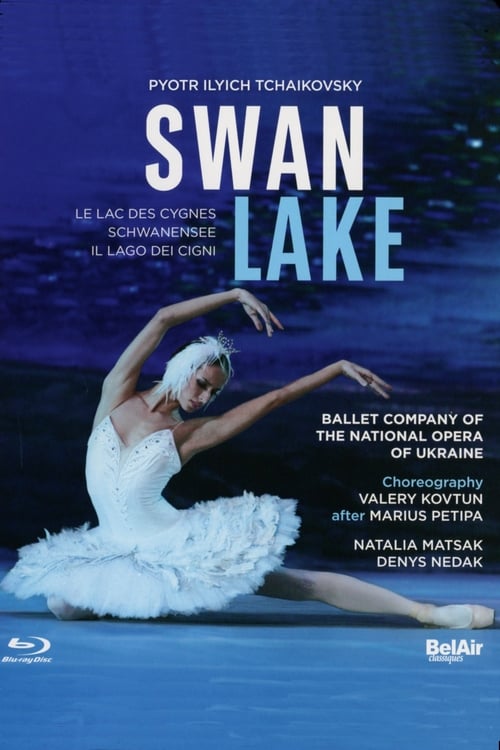 PYOTR ILYICH TCHAIKOVSKY
SWAN
LAKE
LE LAC DES CYGNES
SCHWANENSEE
IL LAGO DEI CIGNI
BALLET COMPANY OF
THE NATIONAL OPERA
OF UKRAINE
Choreography
VALERY KOVTUN
after MARIUS PETIPA
NATALIA MATSAK
DENYS NEDAK
Blu-ray Disc
BelAir
classiques